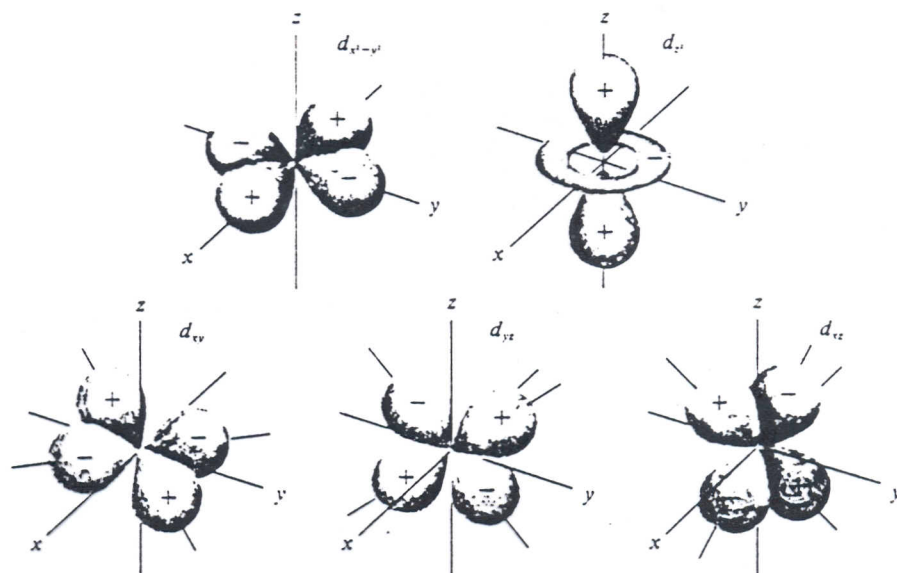 z
d_{x²−y²}
+
−
+
−
y
x
z
d_{z²}
+
−
+
y
x
z
d_{xy}
+
−
−
+
y
x
z
d_{yz}
−
+
+
−
y
x
z
d_{xz}
+
−
+
y
x